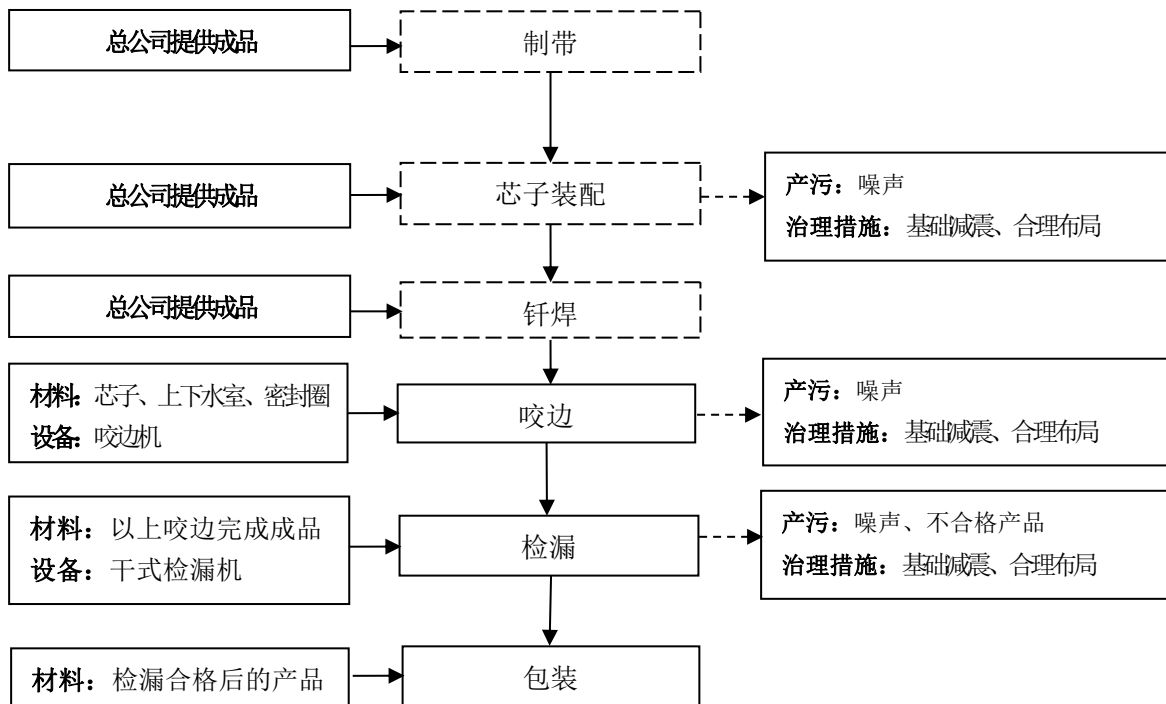 总公司提供成品
制带
总公司提供成品
芯子装配
产污：噪声
治理措施：基础减震、合理布局
总公司提供成品
钎焊
材料：芯子、上下水室、密封圈
设备：咬边机
咬边
产污：噪声
治理措施：基础减震、合理布局
材料：以上咬边完成成品
设备：干式检漏机
检漏
产污：噪声、不合格产品
治理措施：基础减震、合理布局
材料：检漏合格后的产品
包装